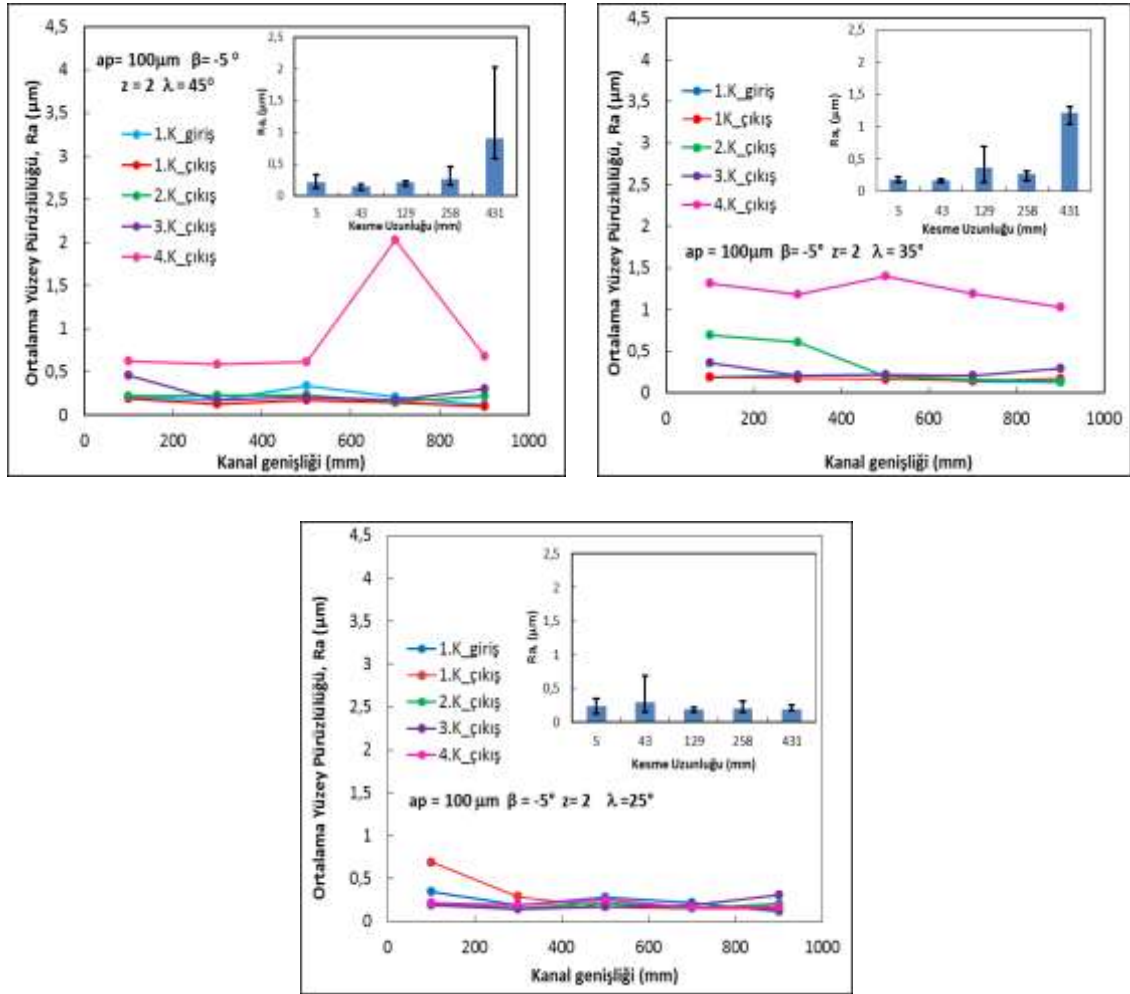 Ortalama Yüzey Pürüzlülüğü, Ra (µm)
4,5
4
3,5
3
2,5
2
1,5
1
0,5
0
0 200 400 600 800 1000
Kanal genişliği (mm)
ap= 100µm β= -5 º
z = 2 λ = 45º
1.K_giriş
1.K_çıkış
2.K_çıkış
3.K_çıkış
4.K_çıkış
Ra, (µm)
2,5
2
1,5
1
0,5
0
5 43 129 258 431
Kesme Uzunluğu (mm)
Ortalama Yüzey Pürüzlülüğü, Ra (µm)
4,5
4
3,5
3
2,5
2
1,5
1
0,5
0
0 200 400 600 800 1000
Kanal genişliği (mm)
1.K_giriş
1K_çıkış
2.K_çıkış
3.K_çıkış
4.K_çıkış
ap = 100µm β= -5° z= 2 λ = 35°
Ra, (µm)
2,5
2
1,5
1
0,5
0
5 43 129 258 431
Kesme Uzunluğu (mm)
Ortalama Yüzey Pürüzlülüğü, Ra (µm)
4,5
4
3,5
3
2,5
2
1,5
1
0,5
0
0 200 400 600 800 1000
Kanal genişliği (mm)
1.K_giriş
1.K_çıkış
2.K_çıkış
3.K_çıkış
4.K_çıkış
ap = 100 µm β = -5° z= 2 λ =25°
Ra, (µm)
2,5
2
1,5
1
0,5
0
5 43 129 258 431
Kesme Uzunluğu (mm)